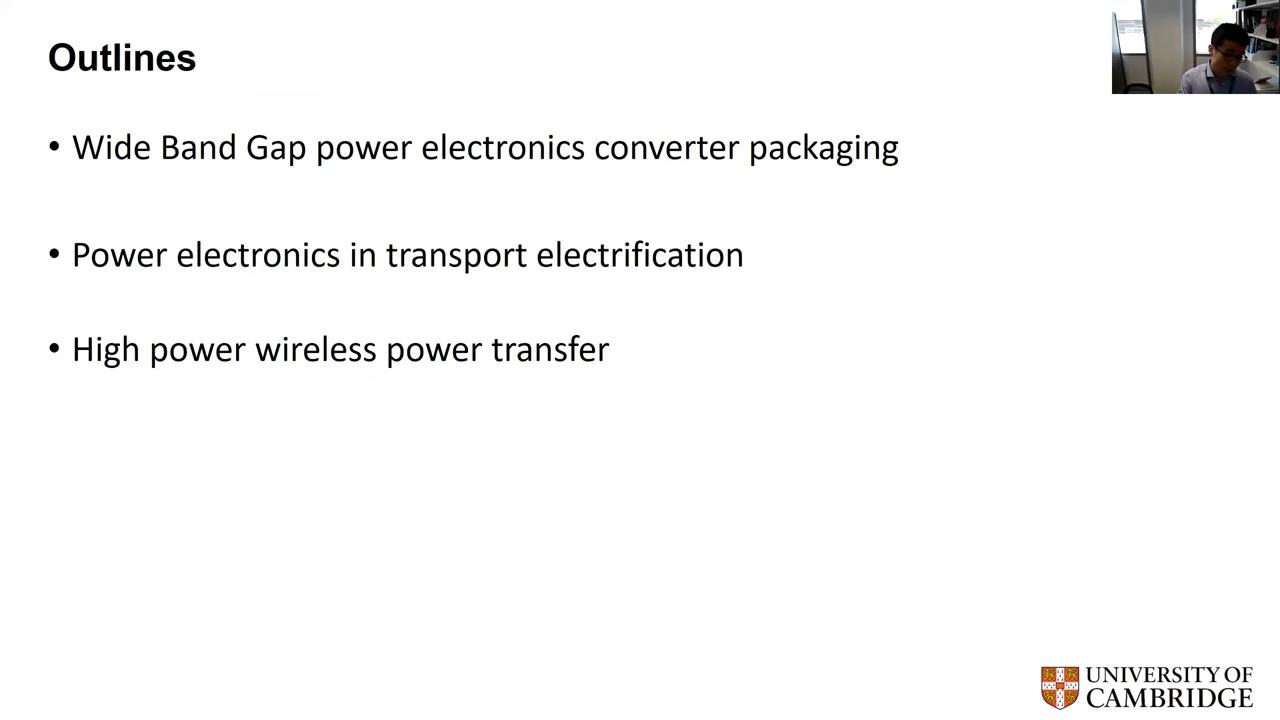 Outlines
• Wide Band Gap power electronics converter packaging
• Power electronics in transport electrification
• High power wireless power transfer
UNIVERSITY OF
CAMBRIDGE